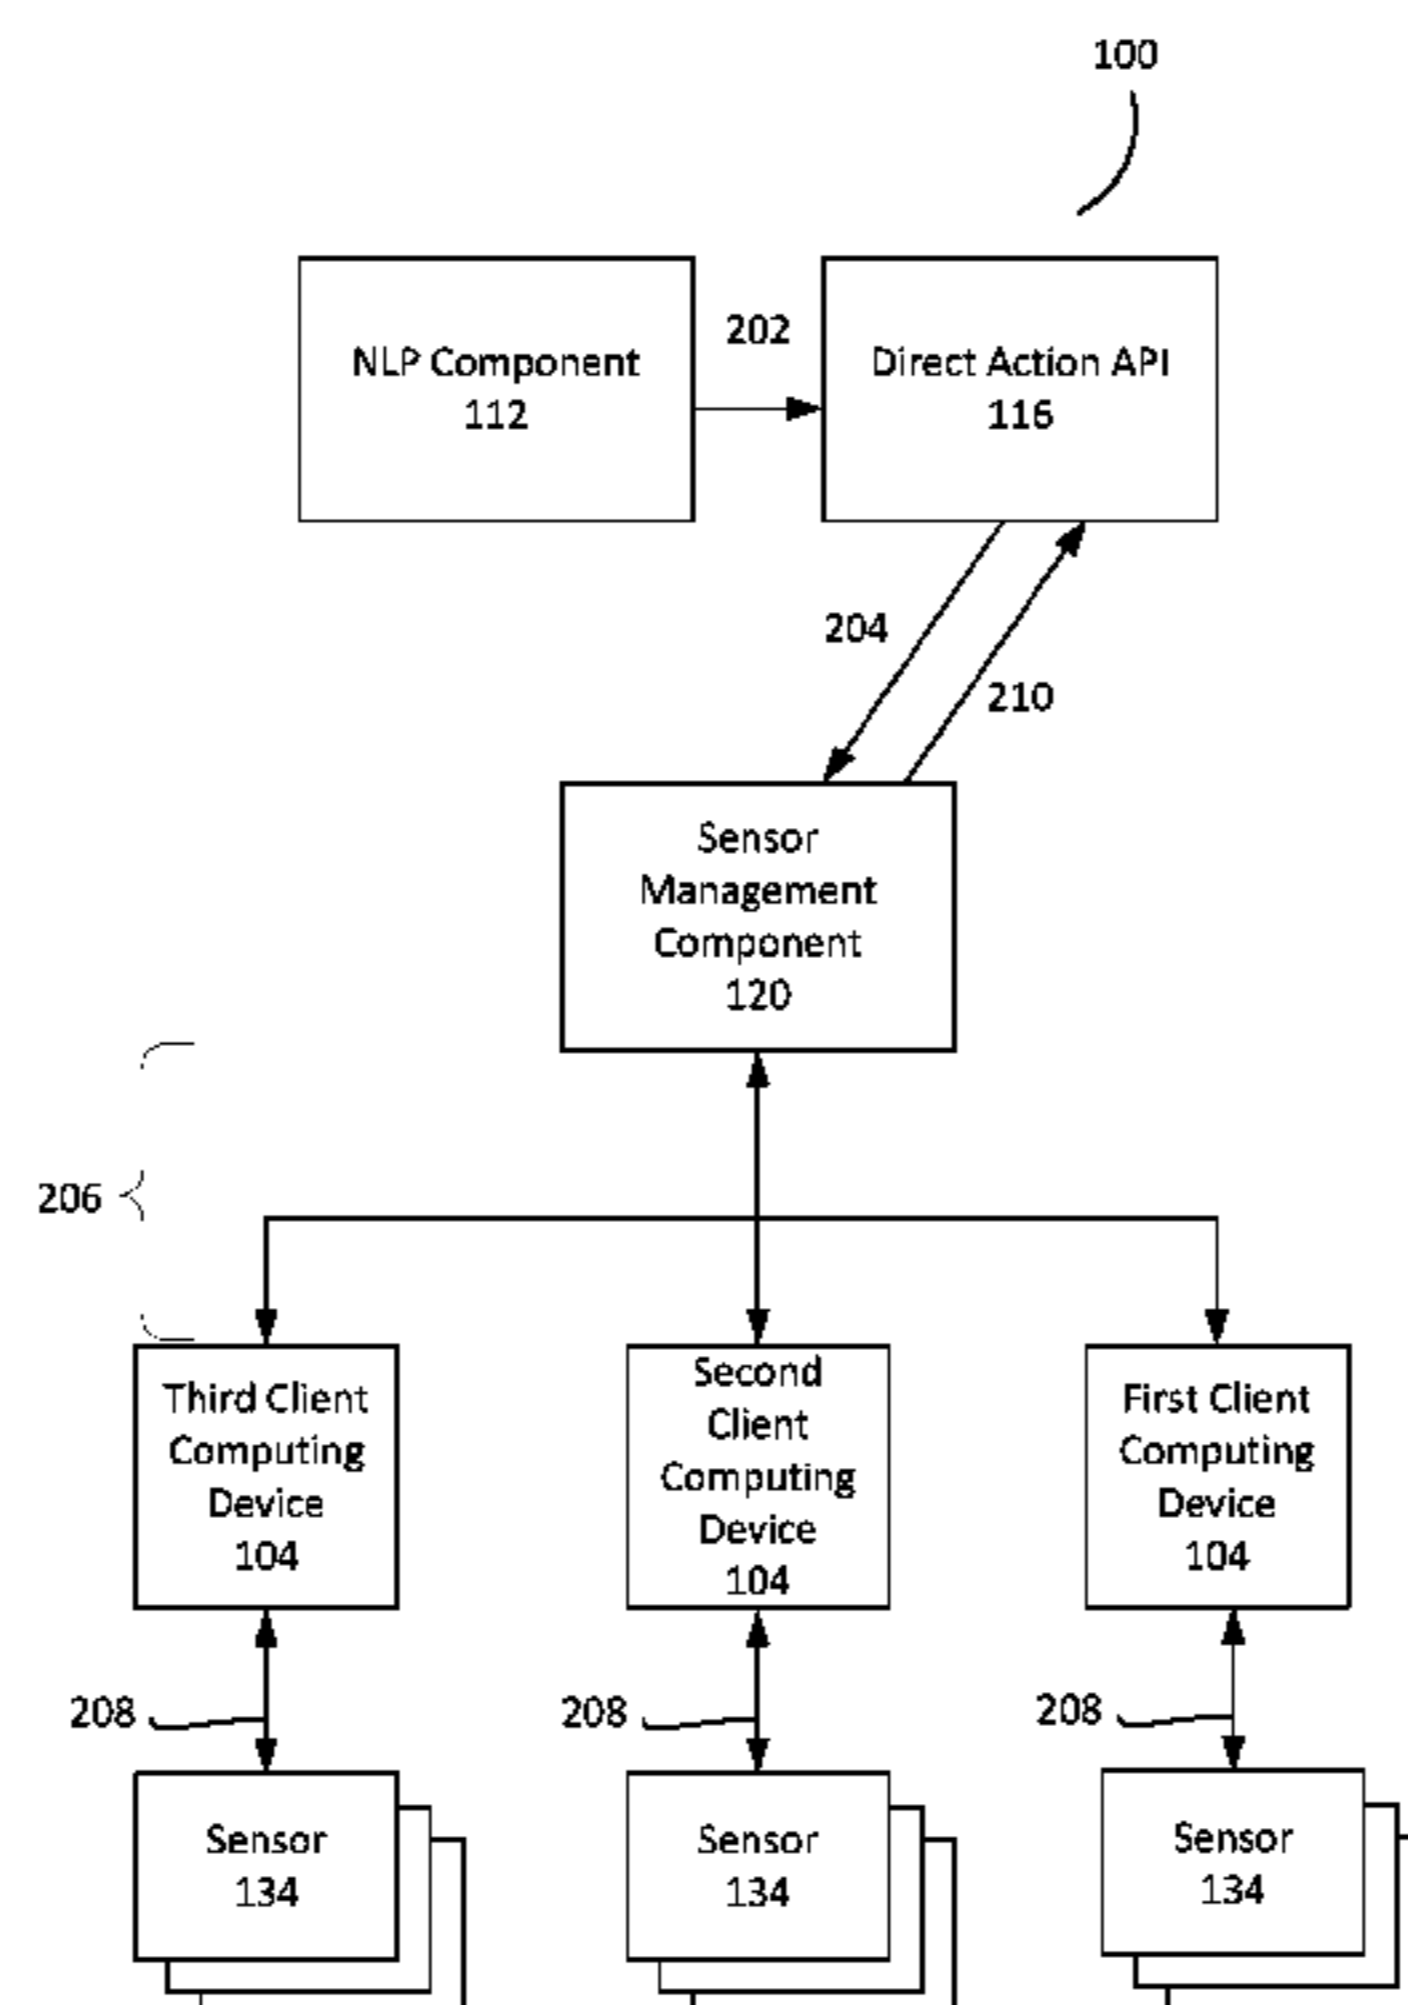 100
NLP Component
112
202
Direct Action API
116
204
210
Sensor
Management
Component
120
206
Third Client
Computing
Device
104
Second
Client
Computing
Device
104
First Client
Computing
Device
104
208
208
208
Sensor
134
Sensor
134
Sensor
134